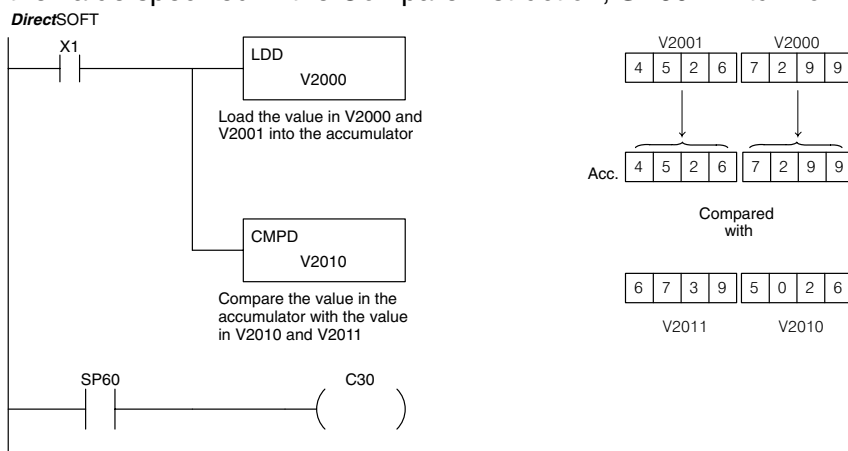 DirectSOFT
X1
LDD
V2000
Load the value in V2000 and
V2001 into the accumulator
CMPD
V2010
Compare the value in the
accumulator with the value
in V2010 and V2011
SP60
C30
V2001 V2000
4 5 2 6 7 2 9 9
Acc. 4 5 2 6 7 2 9 9
Compared
with
6 7 3 9 5 0 2 6
V2011 V2010